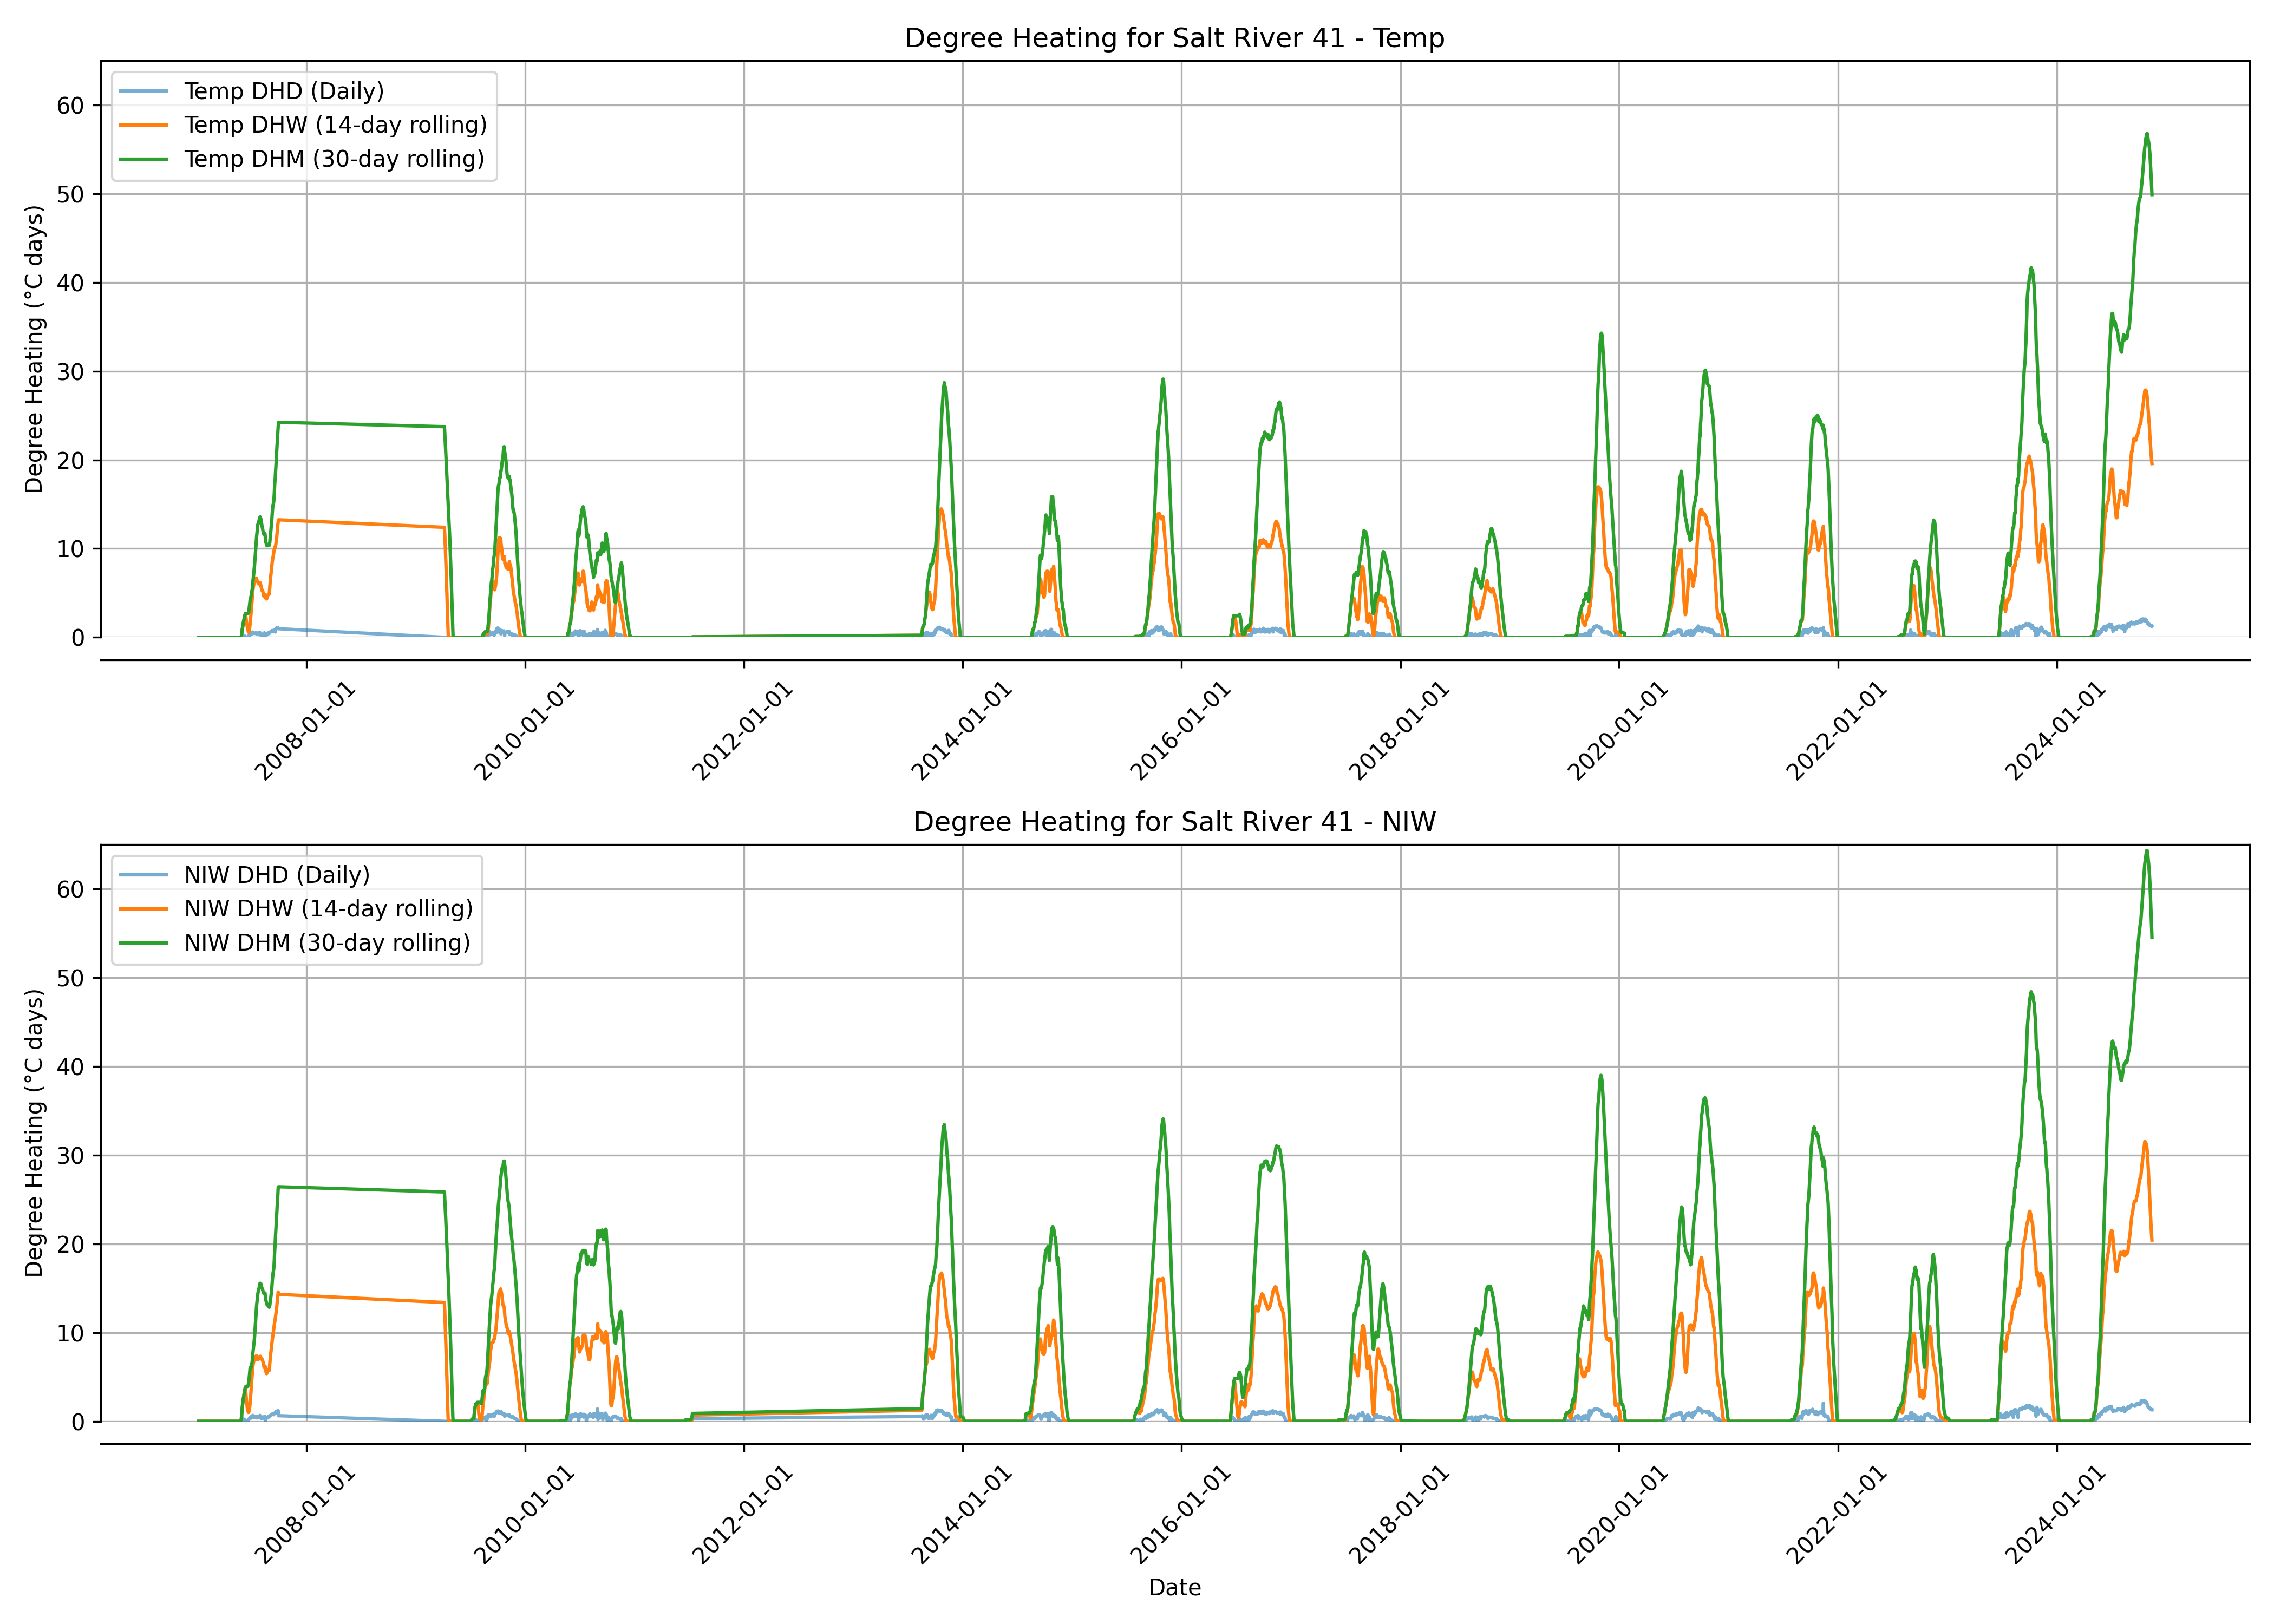 Degree Heating for Salt River 41 - Temp
Degree Heating (°C days)
60
50
40
30
20
10
0
Temp DHD (Daily)
Temp DHW (14-day rolling)
Temp DHM (30-day rolling)
2008-01-01
2010-01-01
2012-01-01
2014-01-01
2016-01-01
2018-01-01
2020-01-01
2022-01-01
2024-01-01
Degree Heating for Salt River 41 - NIW
Degree Heating (°C days)
60
50
40
30
20
10
0
NIW DHD (Daily)
NIW DHW (14-day rolling)
NIW DHM (30-day rolling)
2008-01-01
2010-01-01
2012-01-01
2014-01-01
2016-01-01
2018-01-01
2020-01-01
2022-01-01
2024-01-01
Date